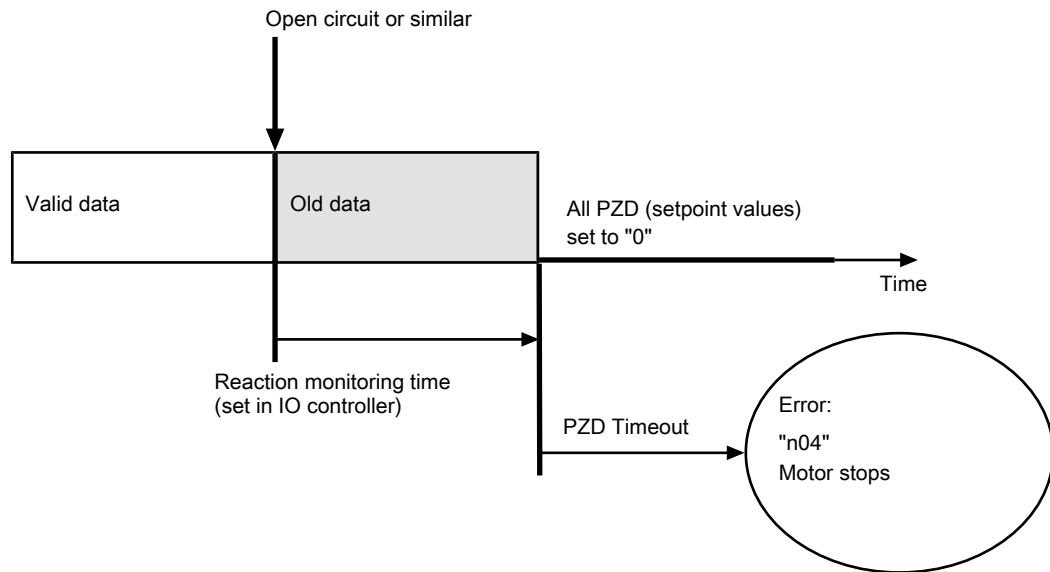 Open circuit or similar
Valid data
Old data
All PZD (setpoint values)
set to "0"
Time
Reaction monitoring time
(set in IO controller)
PZD Timeout
Error:
"n04"
Motor stops